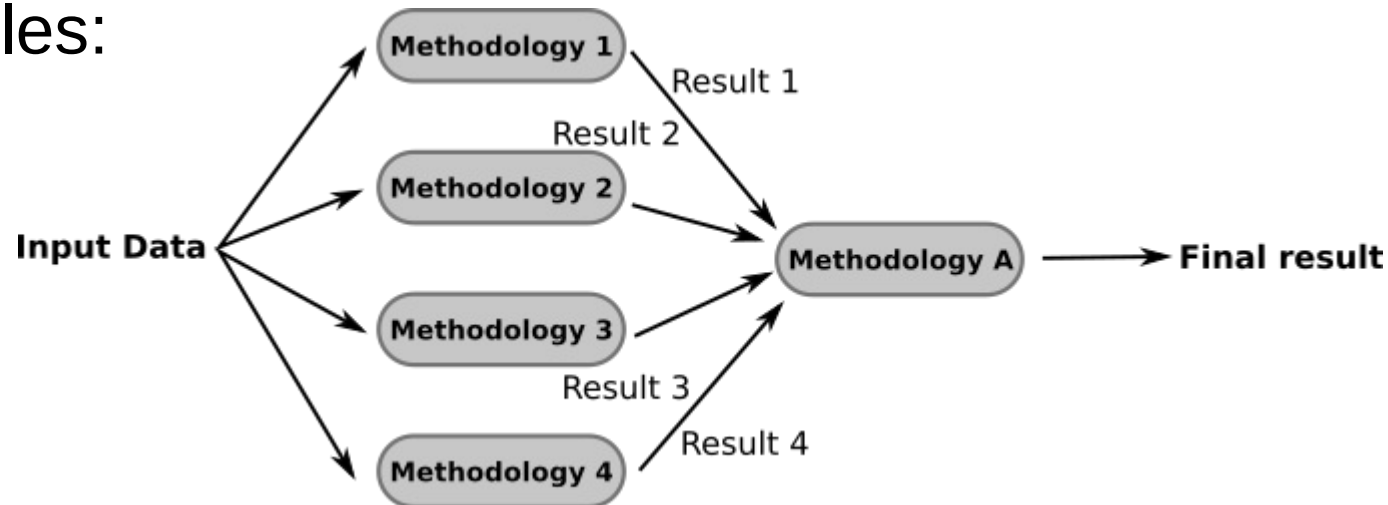 les:
Methodology 1
Result 1
Result 2
Methodology 2
Input Data
Methodology A
Final result
Methodology 3
Result 3
Result 4
Methodology 4